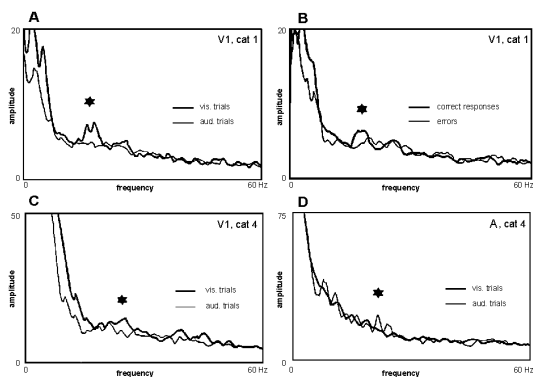 A
20
V1, cat 1
amplitude
vis. trials
aud. trials
0
frequency
60 Hz
B
20
V1, cat 1
amplitude
correct responses
errors
0
frequency
60 Hz
C
50
V1, cat 4
amplitude
vis. trials
aud. trials
0
frequency
60 Hz
D
75
A, cat 4
amplitude
vis. trials
aud. trials
0
frequency
60 Hz